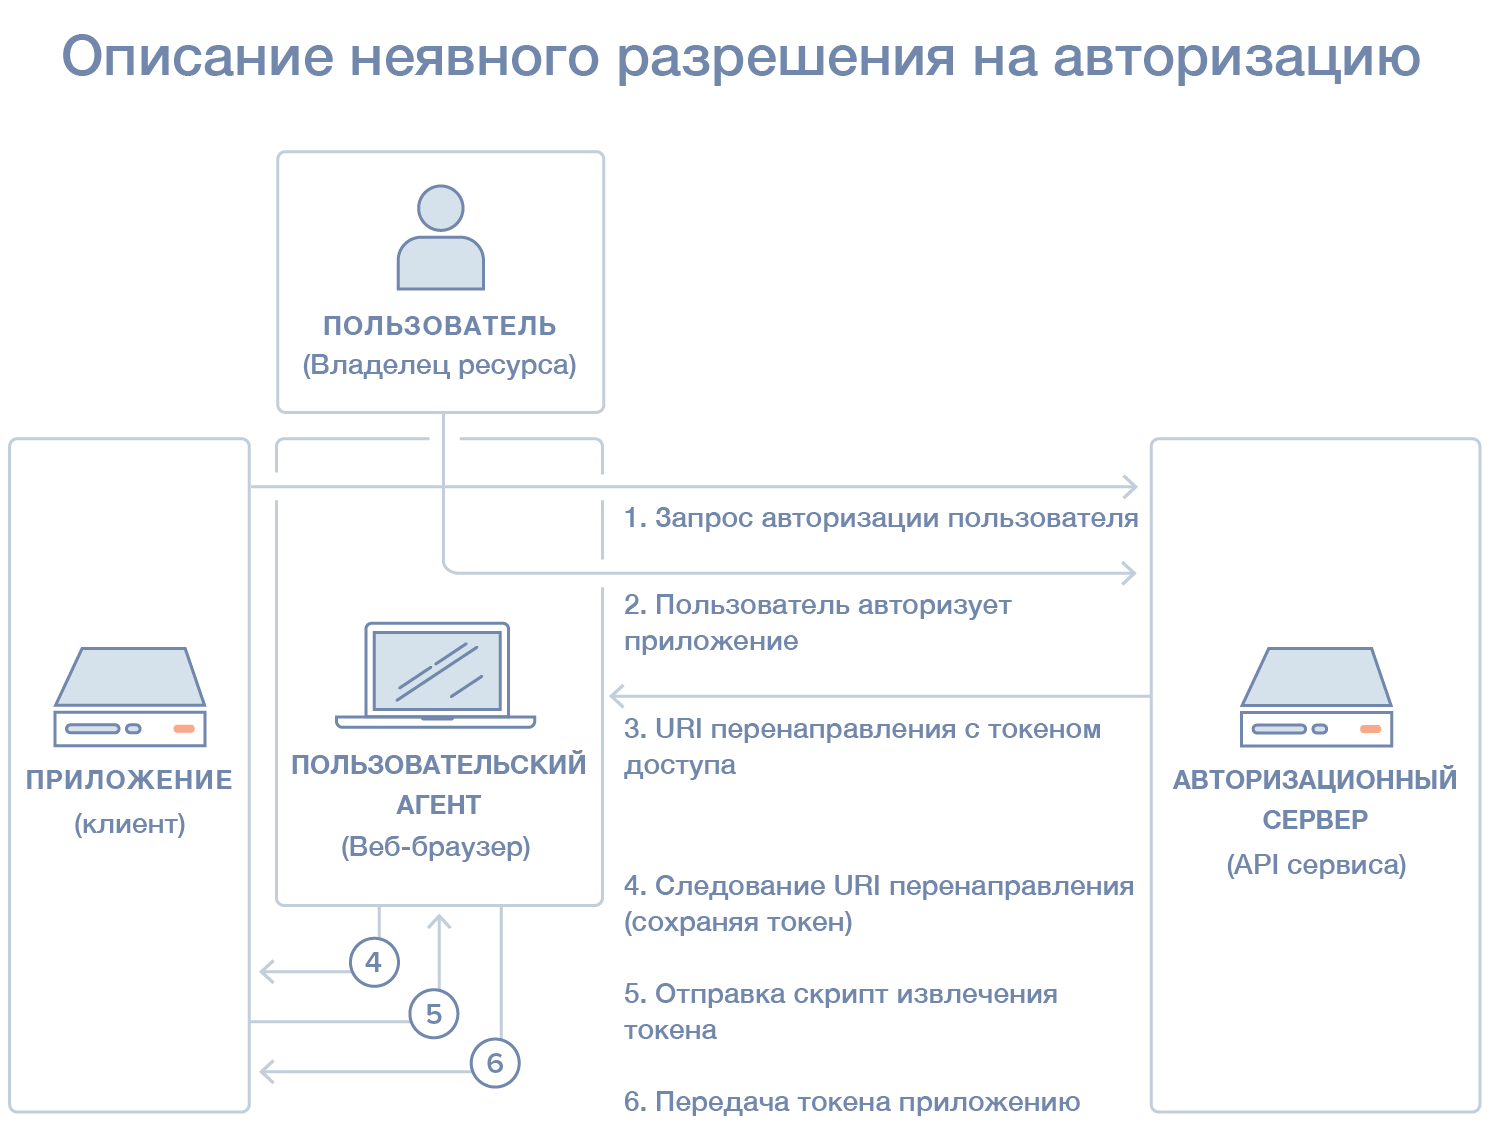 Описание неявного разрешения на авторизацию
ПОЛЬЗОВАТЕЛЬ
(Владелец ресурса)
1. Запрос авторизации пользователя
2. Пользователь авторизует
приложение
3. URI перенаправления с токеном
доступа
ПРИЛОЖЕНИЕ
(клиент)
ПОЛЬЗОВАТЕЛЬСКИЙ
АГЕНТ
(Веб-браузер)
АВТОРИЗАЦИОННЫЙ
СЕРВЕР
(API сервиса)
4. Следование URI перенаправления
(сохраняя токен)
5. Отправка скрипт извлечения
токена
6. Передача токена приложению
4
5
6